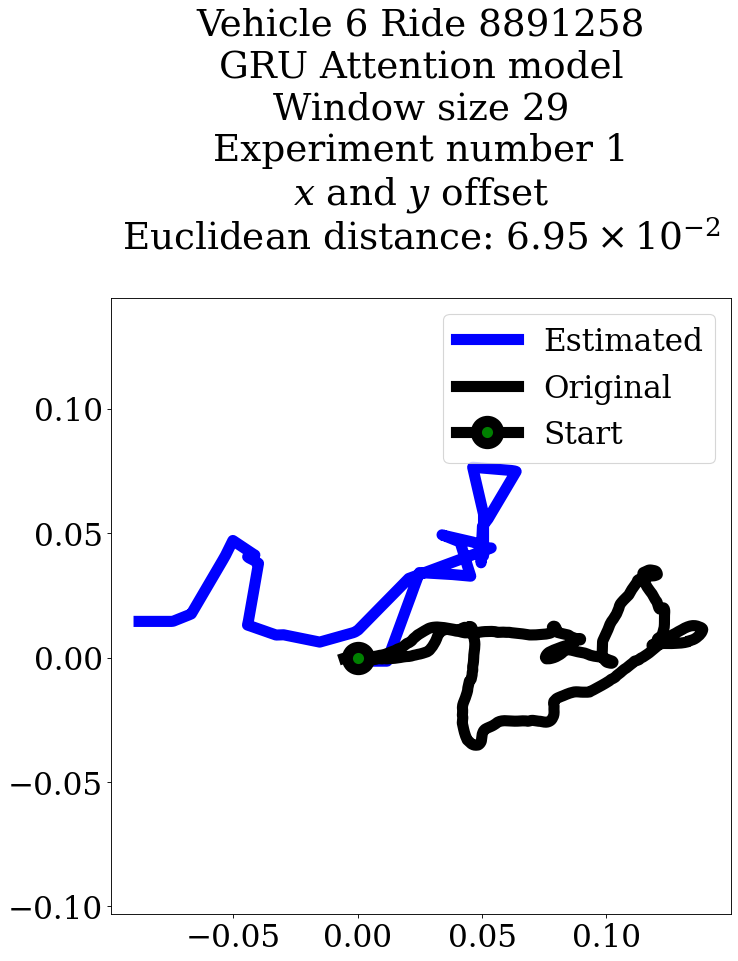 Vehicle 6 Ride 8891258
GRU Attention model
Window size 29
Experiment number 1
x and y offset
Euclidean distance: 6.95 × 10⁻²
Estimated
Original
Start
0.10
0.05
0.00
−0.05
−0.10
−0.05 0.00 0.05 0.10